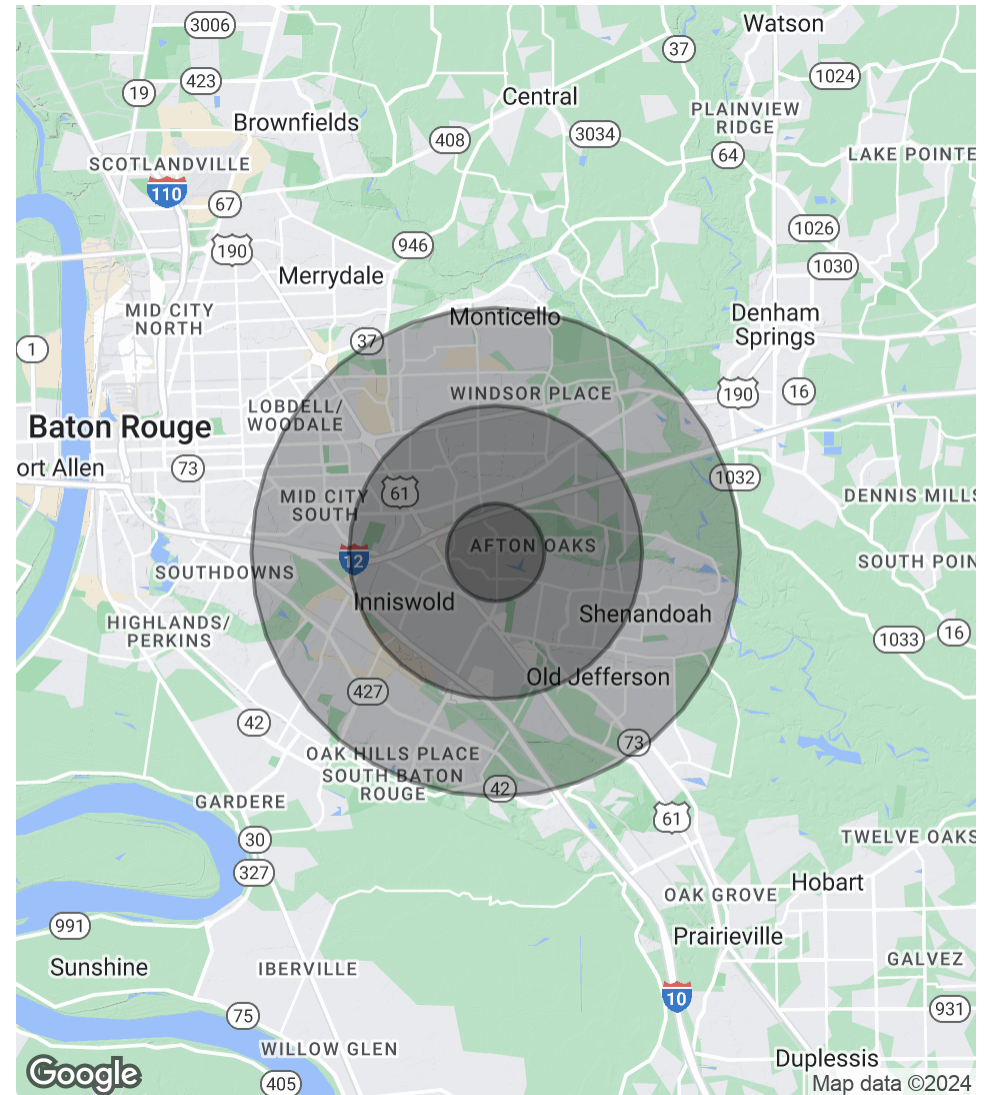 Watson
3006
37
423
1024
19
Central
PLAINVIEW
RIDGE
Brownfields
3034
408
64
LAKE POINTE
SCOTLANDVILLE
110
67
1026
190
946
1030
Merrydale
MID CITY
NORTH
Denham
Springs
Monticello
37
1
190
16
WINDSOR PLACE
LOBDELL/
WOODALE
Baton Rouge
ort Allen
73
1032
61
MID CITY
SOUTH
DENNIS MILLS
AFTON OAKS
12
SOUTHDOWNS
SOUTH POIN
Inniswold
Shenandoah
HIGHLANDS/
PERKINS
1033
16
Old Jefferson
427
42
73
OAK HILLS PLACE
SOUTH BATON
ROUGE
42
GARDERE
61
30
TWELVE OAKS
327
Hobart
OAK GROVE
991
Prairieville
Sunshine
IBERVILLE
GALVEZ
10
931
75
WILLOW GLEN
Duplessis
Google
405
Map data ©2024